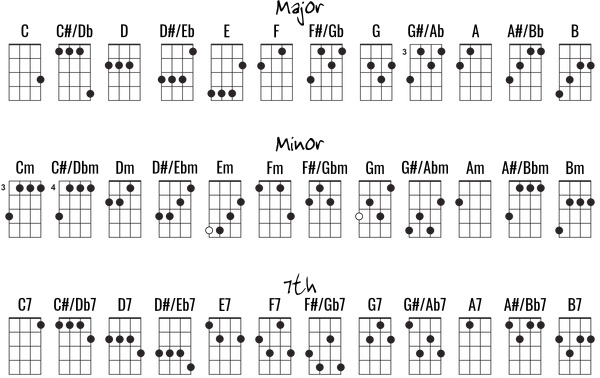 Major
C C#/Db D D#/Eb E F F#/Gb G G#/Ab A A#/Bb B
3
Minor
Cm C#/Dbm Dm D#/Ebm Em Fm F#/Gbm Gm G#/Abm Am A#/Bbm Bm
3 4
7th
C7 C#/Db7 D7 D#/Eb7 E7 F7 F#/Gb7 G7 G#/Ab7 A7 A#/Bb7 B7